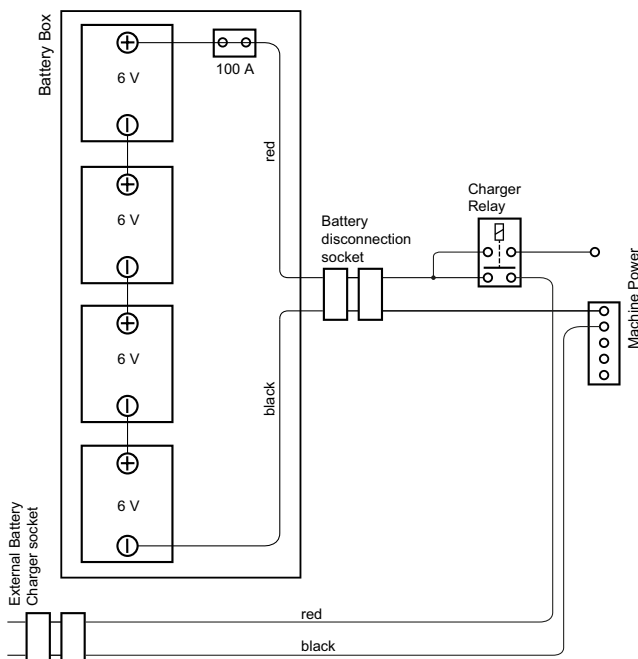 Battery Box
6 V
100 A
red
6 V
Battery
disconnection
socket
Charger
Relay
Machine Power
6 V
black
6 V
External Battery
Charger socket
red
black